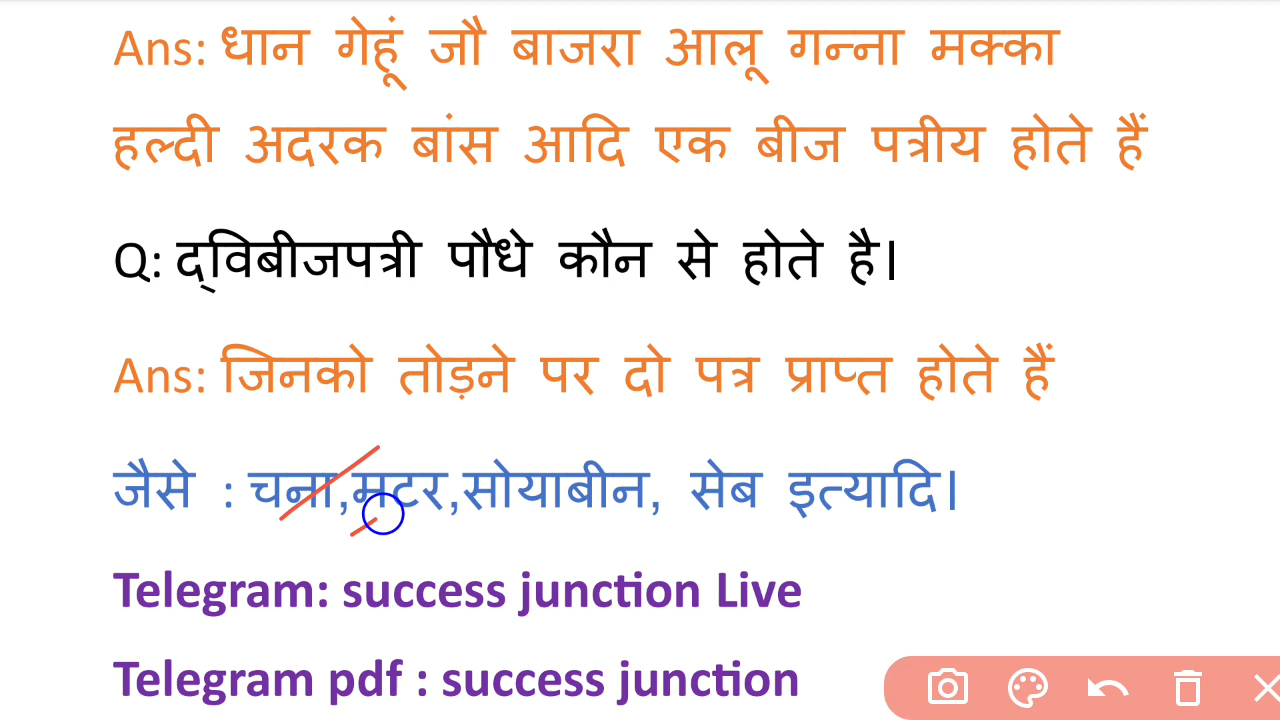 Ans: धान गेहूं जौ बाजरा आलू गन्ना मक्का
हल्दी अदरक बांस आदि एक बीज पत्रीय होते हैं
Q: द्विबीजपत्री पौधे कौन से होते है।
Ans: जिनको तोड़ने पर दो पत्र प्राप्त होते हैं
जैसे : चना,मटर,सोयाबीन, सेब इत्यादि।
Telegram: success junction Live
Telegram pdf : success junction